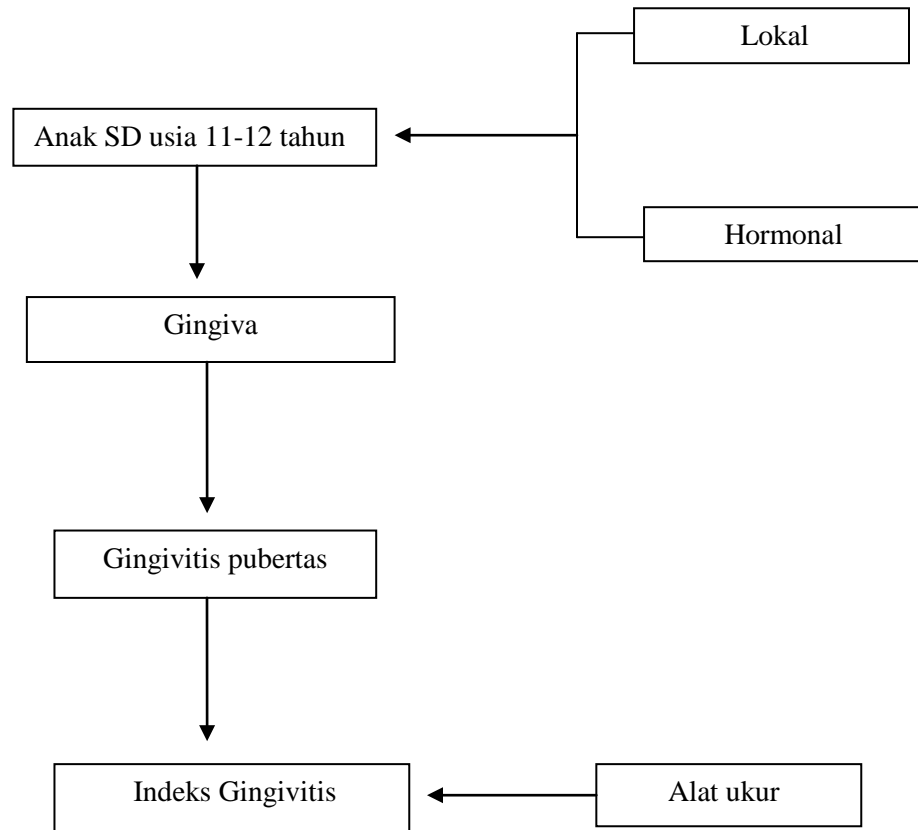 Lokal
Anak SD usia 11-12 tahun
Hormonal
Gingiva
Gingivitis pubertas
Indeks Gingivitis
Alat ukur